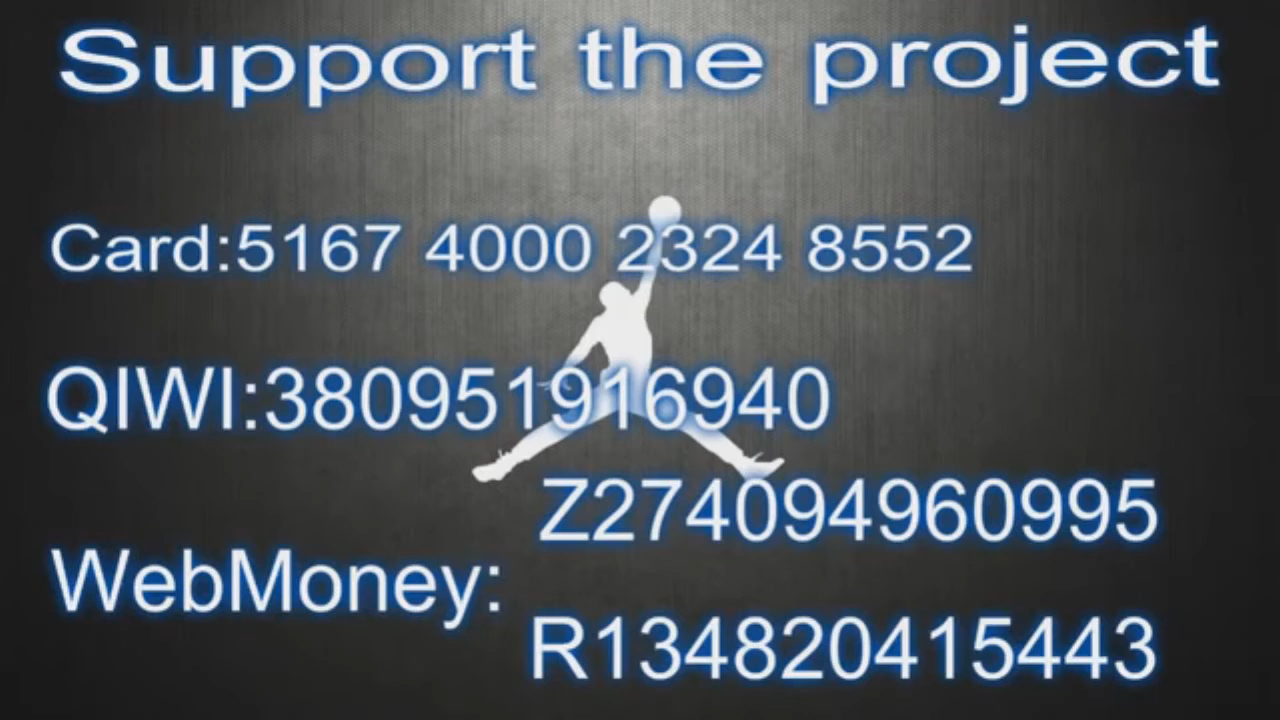 Support the project
Card:5167 4000 2324 8552
QIWI:380951916940
Z274094960995
WebMoney:
R134820415443